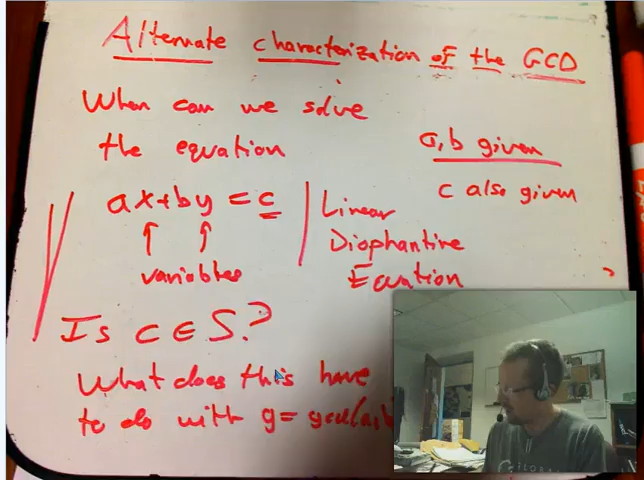 Alternate characterization of the GCD
When can we solve
the equation
a, b given
c also given
ax + by = c
Linear
Diophantine
Equation
variables
Is c ∈ S?
What does this have
to do with g = gcd(a, b